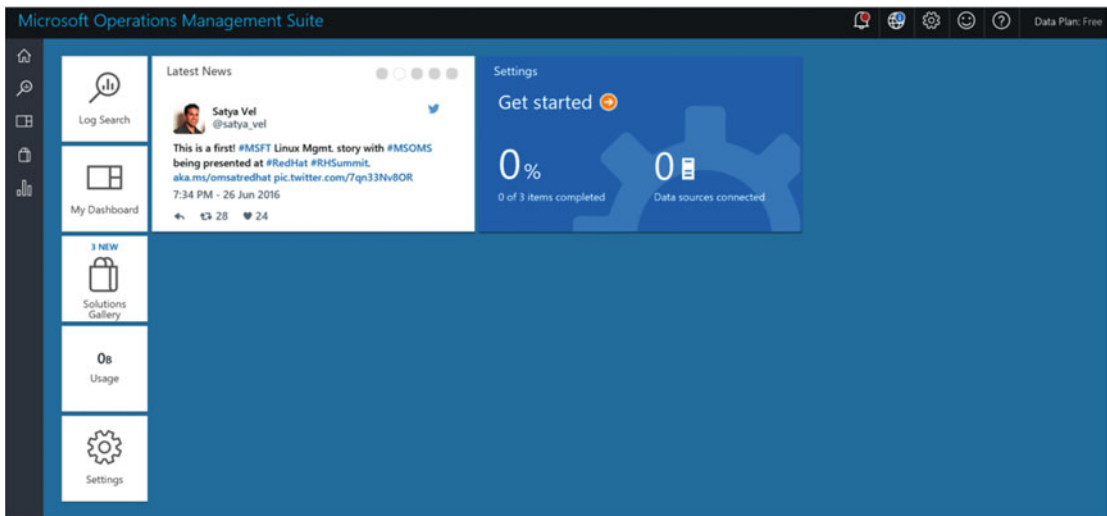 Microsoft Operations Management Suite
Data Plan: Free
Log Search
My Dashboard
3 NEW
Solutions
Gallery
0B
Usage
Settings
Latest News
Satya Vel
@satya_vel
This is a first! #MSFT Linux Mgmt. story with #MSOMS
being presented at #RedHat #RHSummit.
aka.ms/omsatredhat pic.twitter.com/7qn33Nv8OR
7:34 PM - 26 Jun 2016
28 24
Settings
Get started
0% 0
0 of 3 items completed Data sources connected